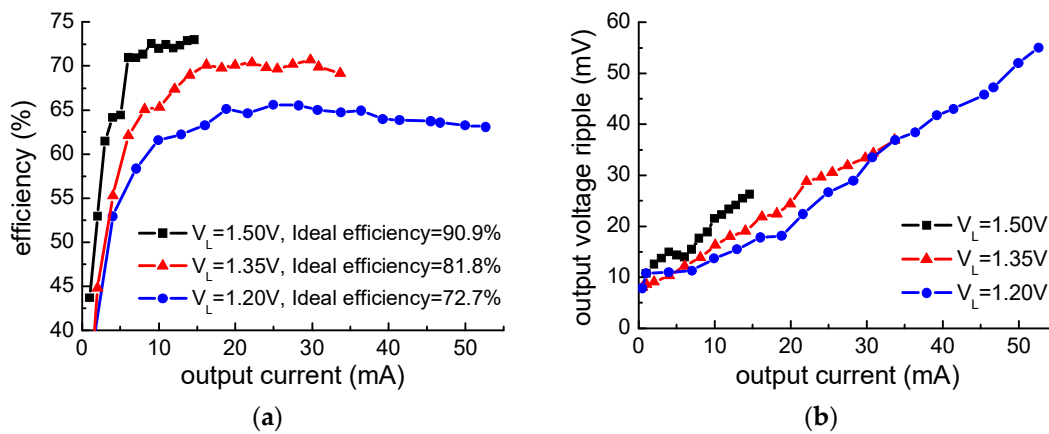 75
70
65
60
55
50
45
40
efficiency (%)
V_L=1.50V, Ideal efficiency=90.9%
V_L=1.35V, Ideal efficiency=81.8%
V_L=1.20V, Ideal efficiency=72.7%
0 10 20 30 40 50
output current (mA)
(a)
60
50
40
30
20
10
0
output voltage ripple (mV)
V_L=1.50V
V_L=1.35V
V_L=1.20V
0 10 20 30 40 50
output current (mA)
(b)